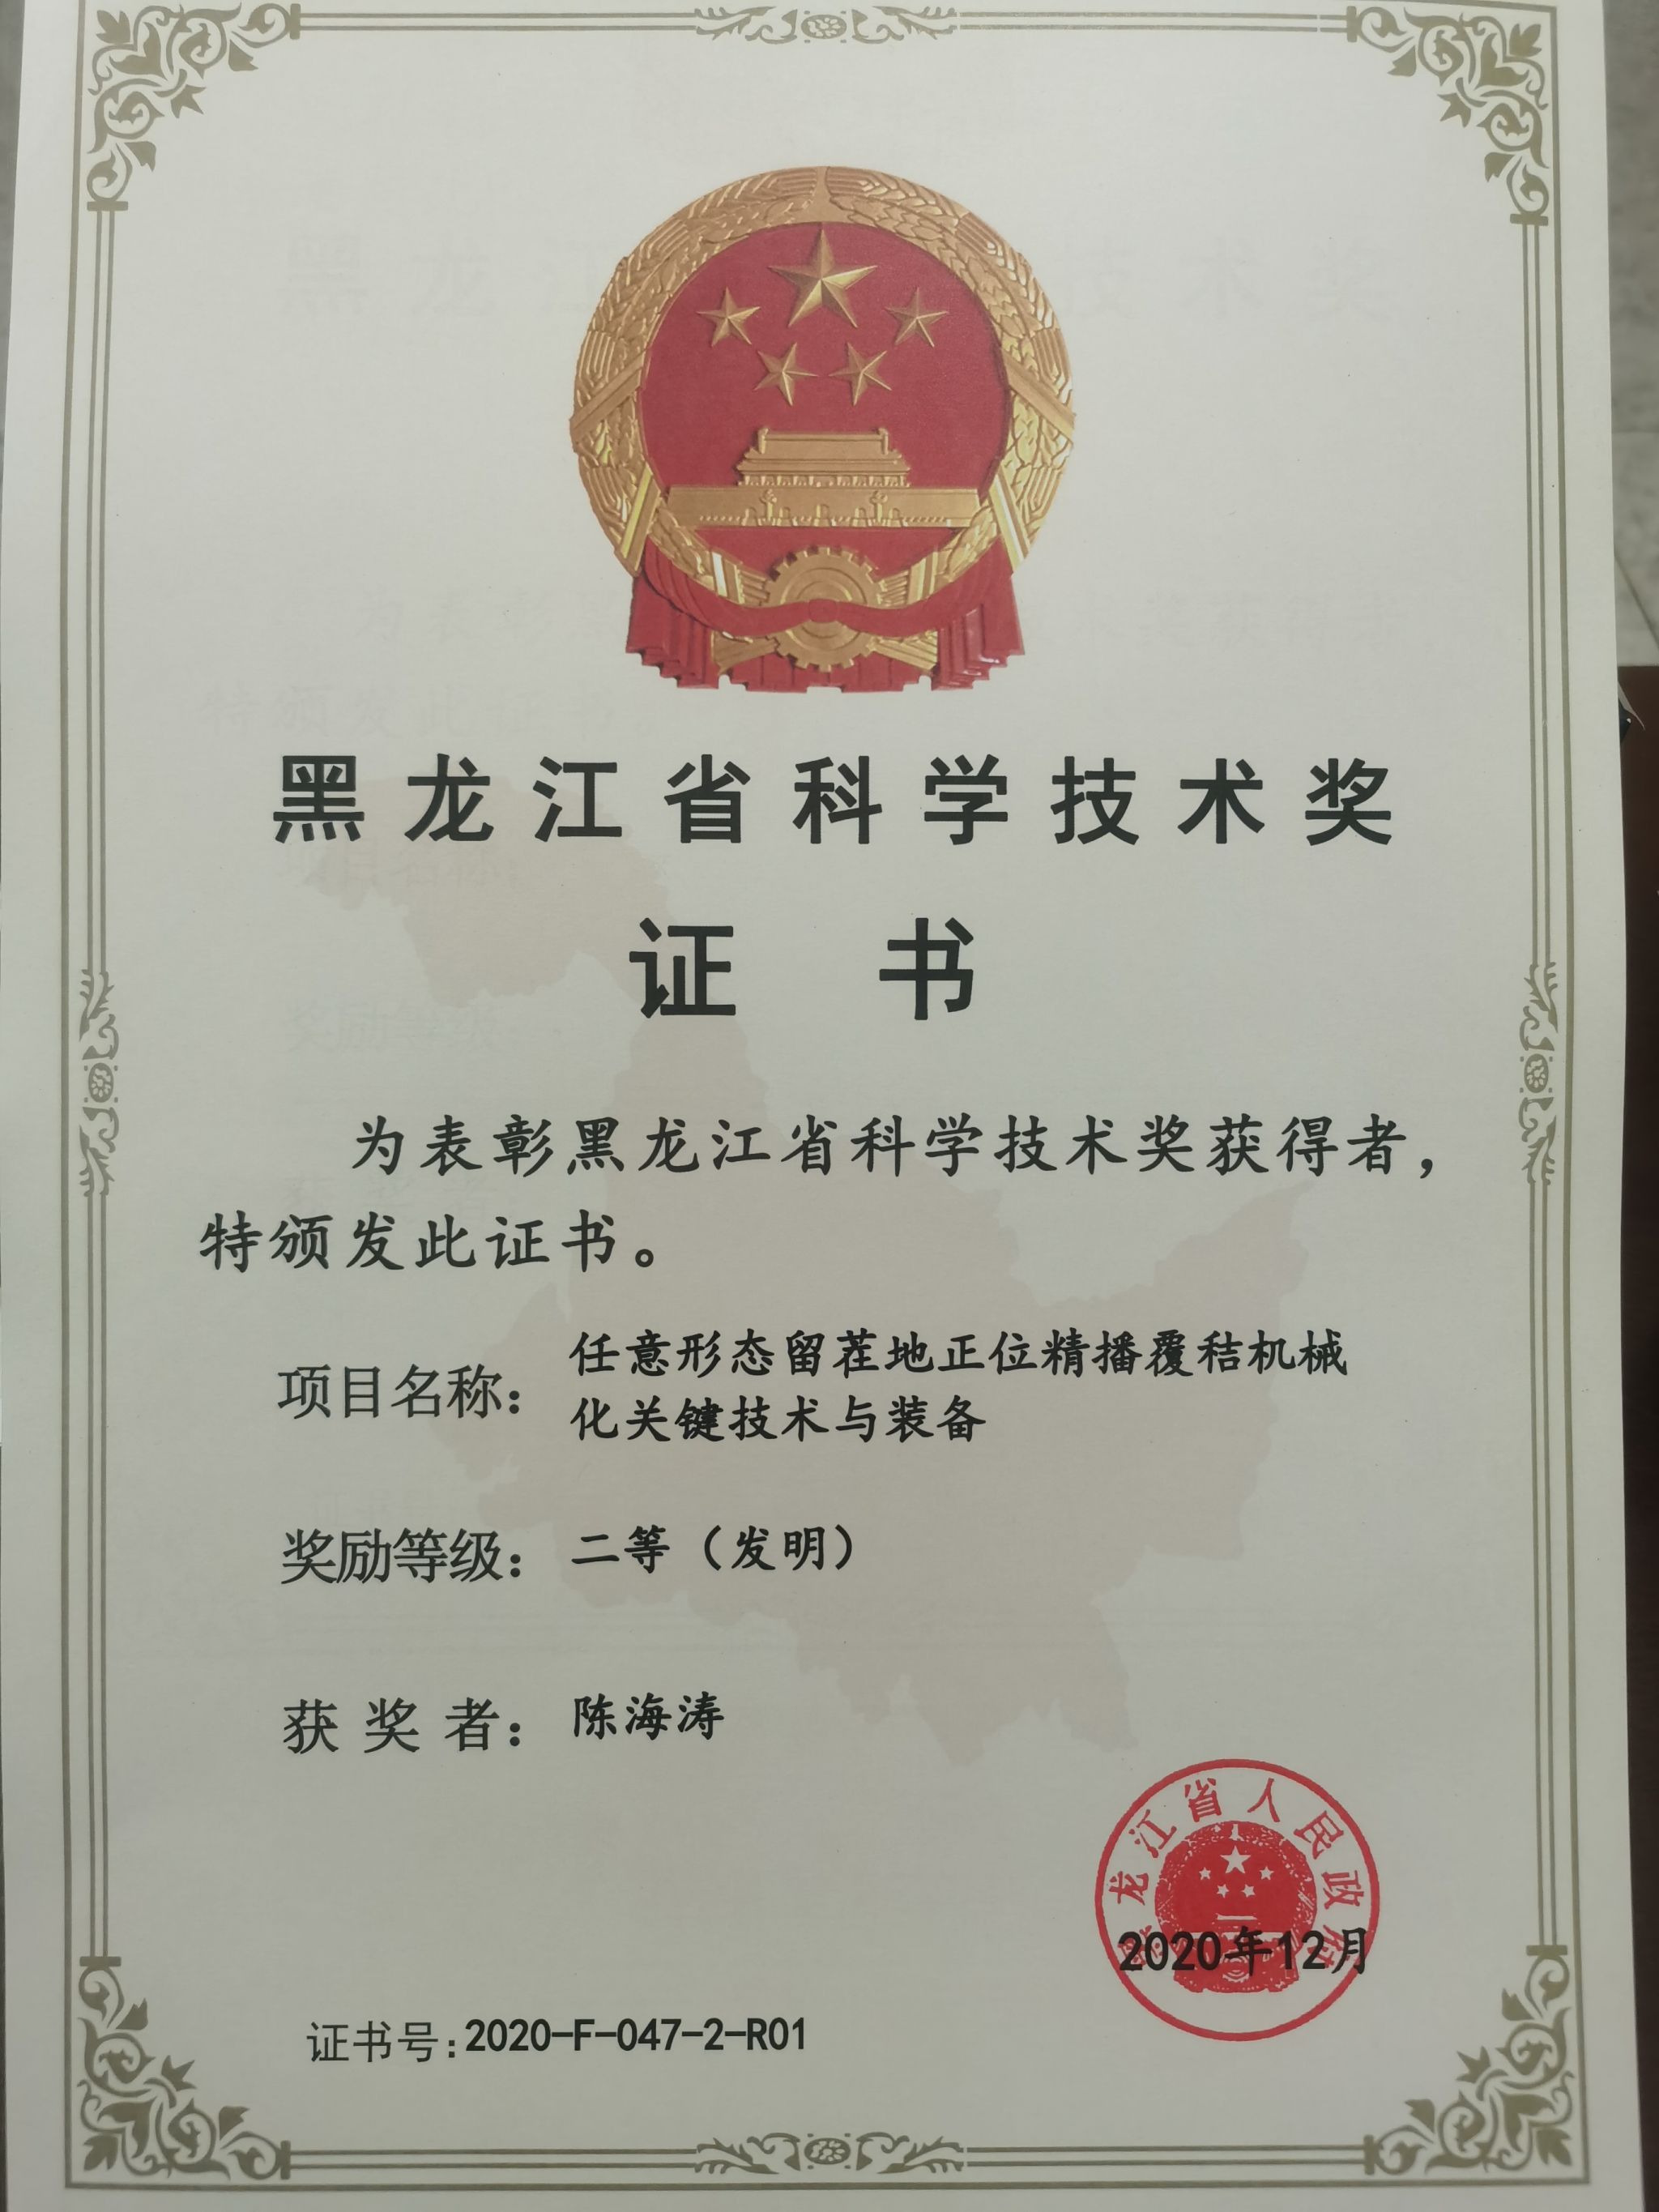 黑龙江省科学技术奖
证书
为表彰黑龙江省科学技术奖获得者，
特颁发此证书。
项目名称：任意形态留茬地正位精播覆秸机械
化关键技术与装备
奖励等级：二等（发明）
获奖者：陈海涛
黑龙江省人民政府
2020年12月
证书号：2020-F-047-2-R01